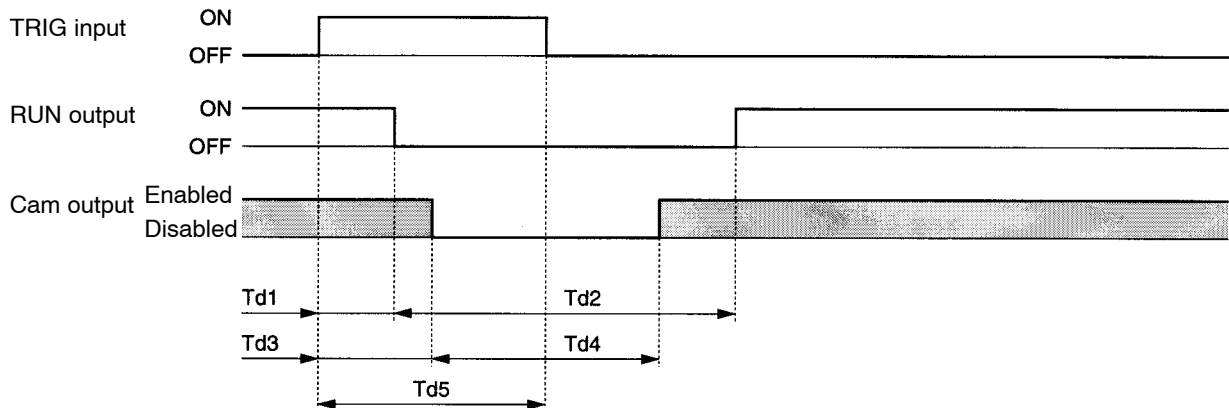 TRIG input ON
OFF
RUN output ON
OFF
Cam output Enabled
Disabled
Td1 Td2
Td3 Td4
Td5